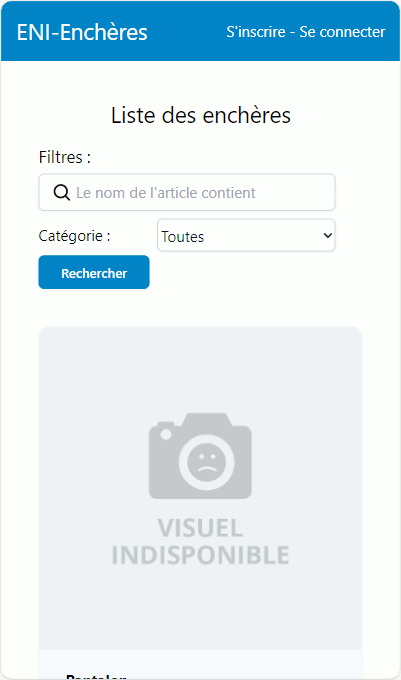 ENI-Enchères
S'inscrire - Se connecter
Liste des enchères
Filtres :
Le nom de l'article contient
Catégorie :
Toutes
Rechercher
VISUEL
INDISPONIBLE
Pantalon